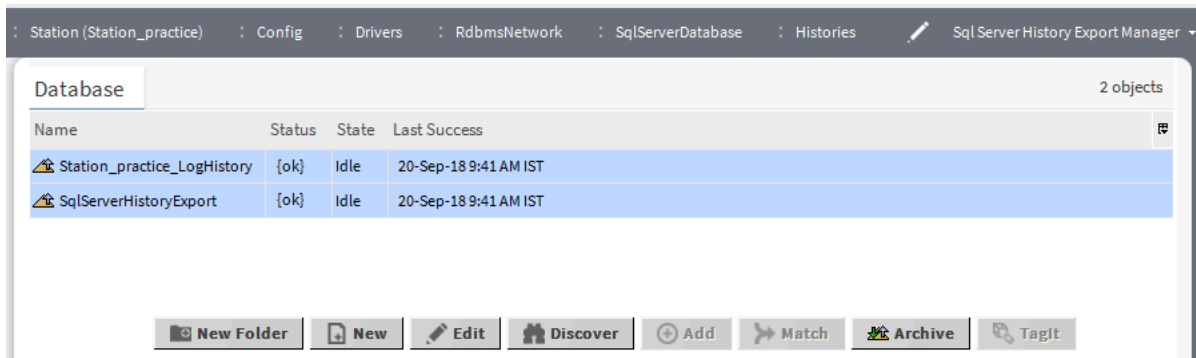 : Station (Station_practice) : Config : Drivers : RdbmsNetwork : SqlServerDatabase : Histories Sql Server History Export Manager
Database 2 objects
Name Status State Last Success
Station_practice_LogHistory {ok} Idle 20-Sep-18 9:41 AM IST
SqlServerHistoryExport {ok} Idle 20-Sep-18 9:41 AM IST
New Folder New Edit Discover Add Match Archive TagIt